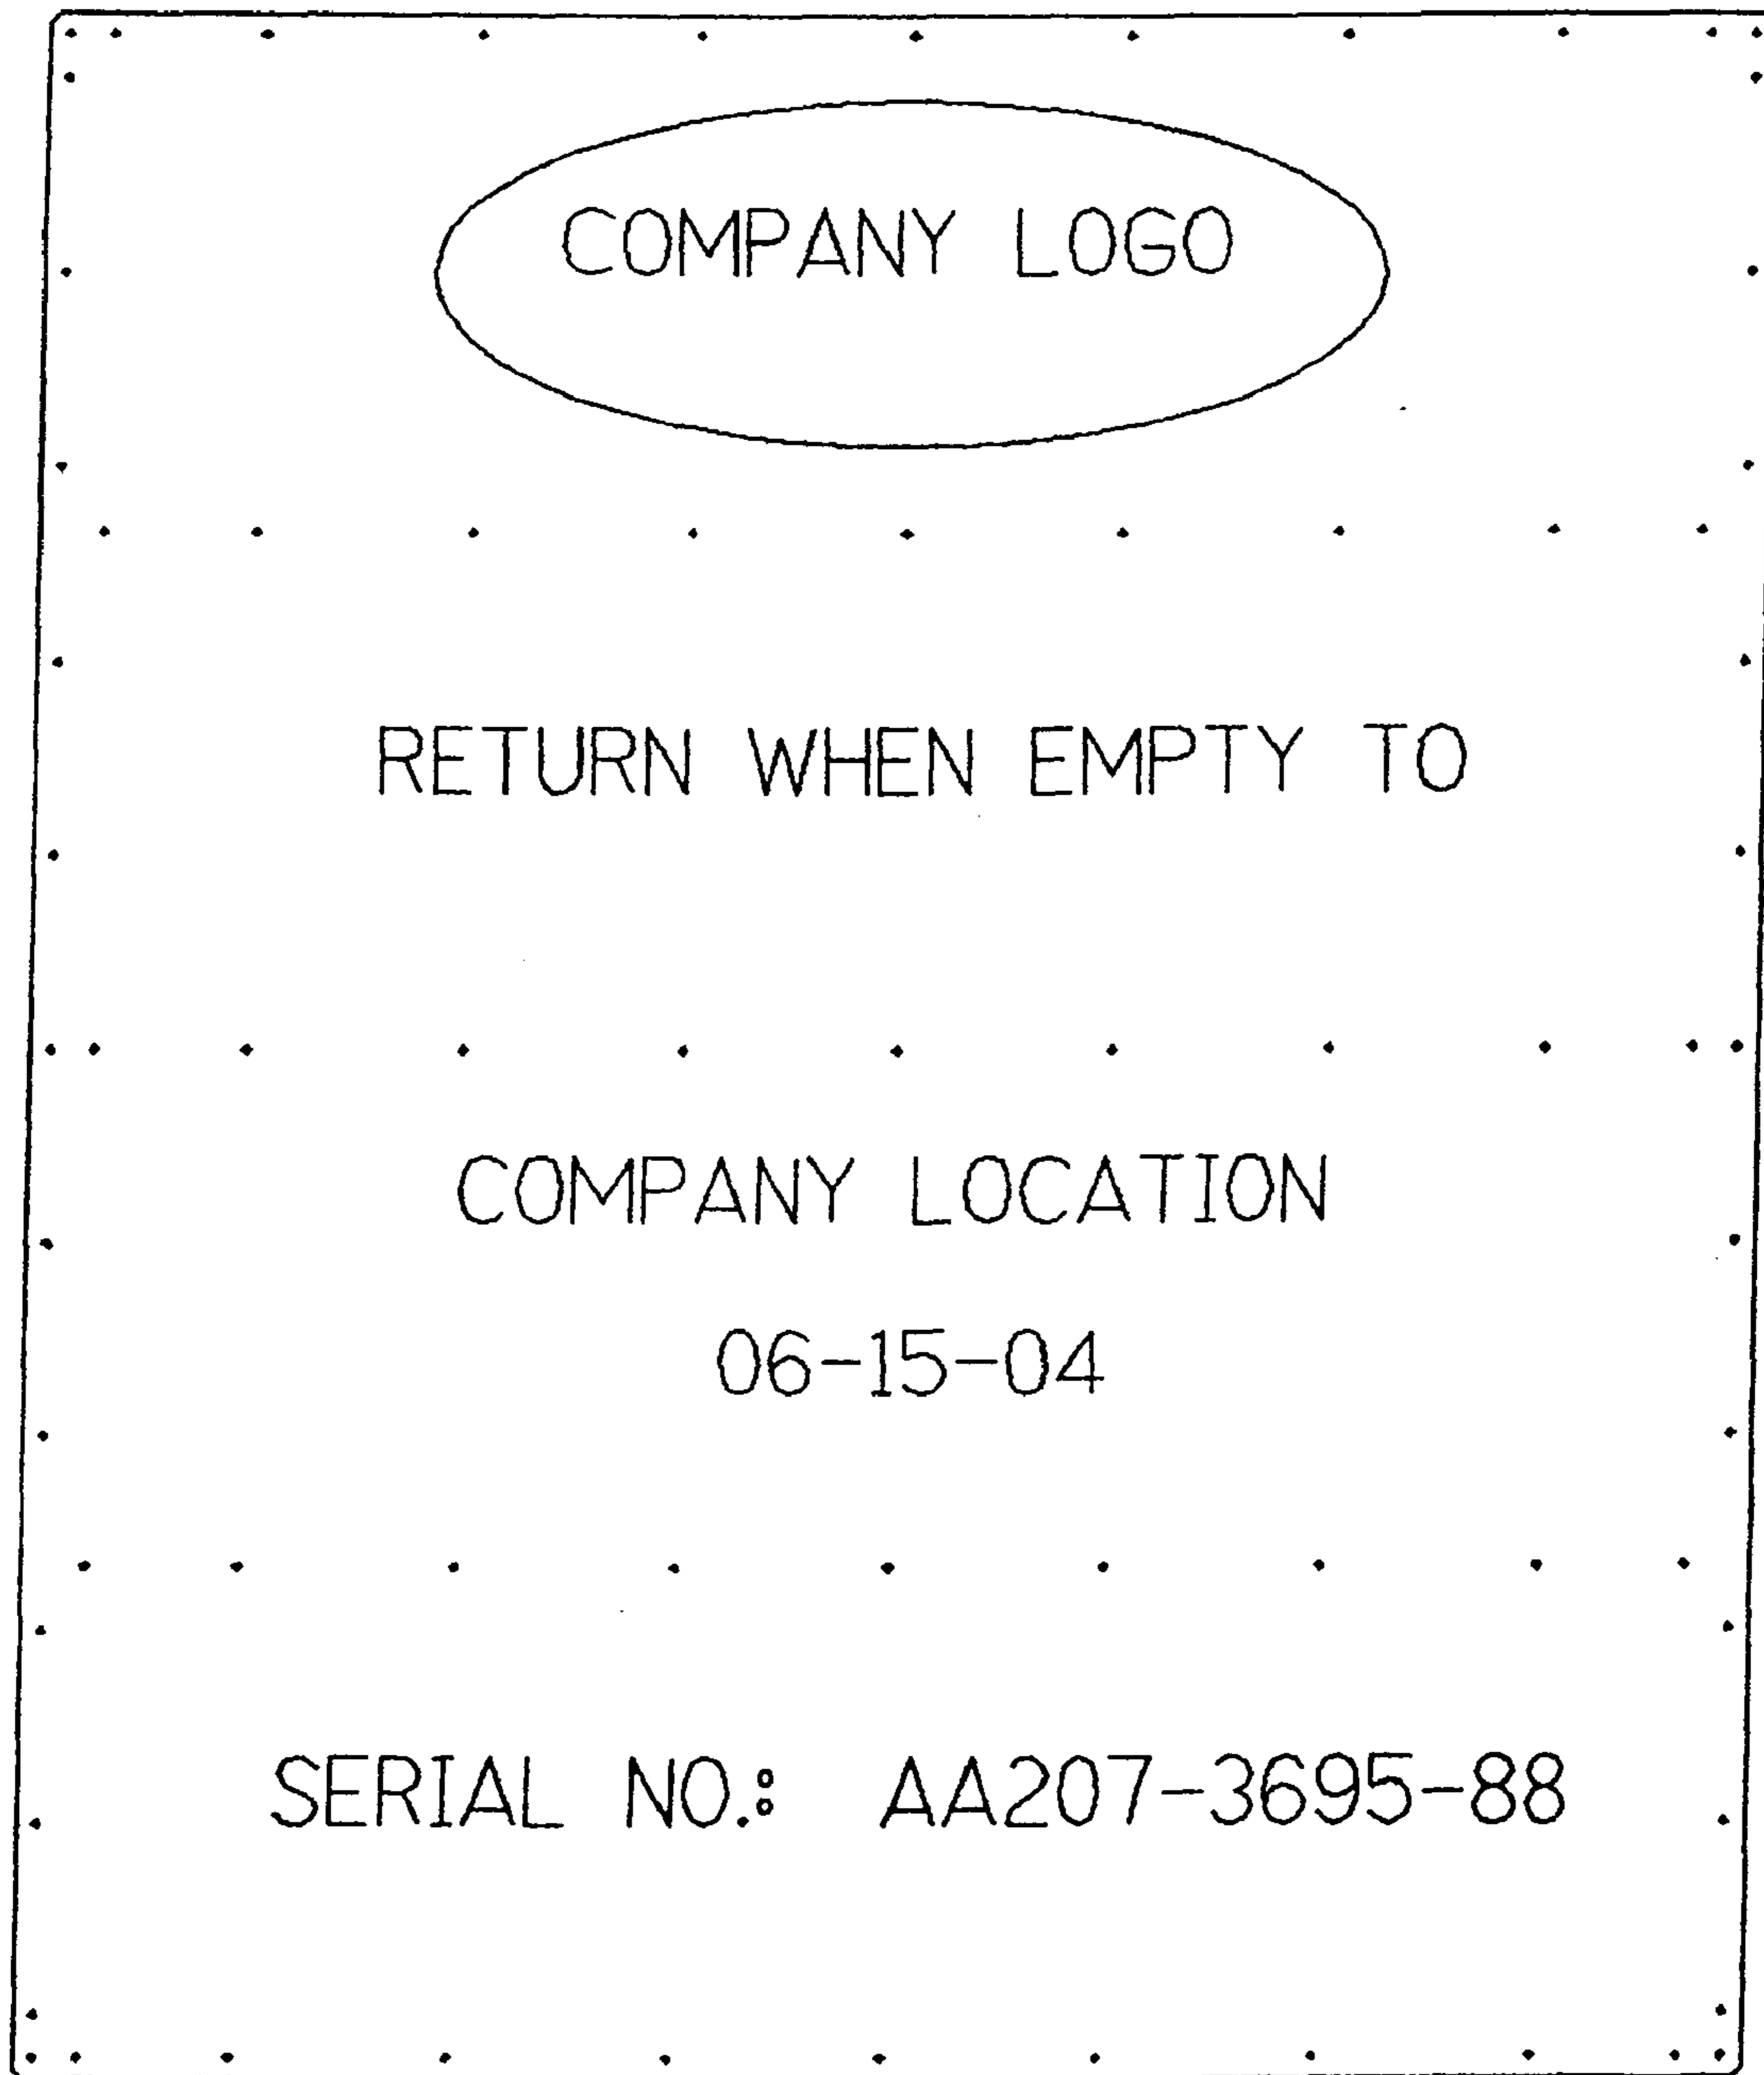 COMPANY LOGO
RETURN WHEN EMPTY TO
COMPANY LOCATION
06-15-04
SERIAL NO.: AA207-3695-88